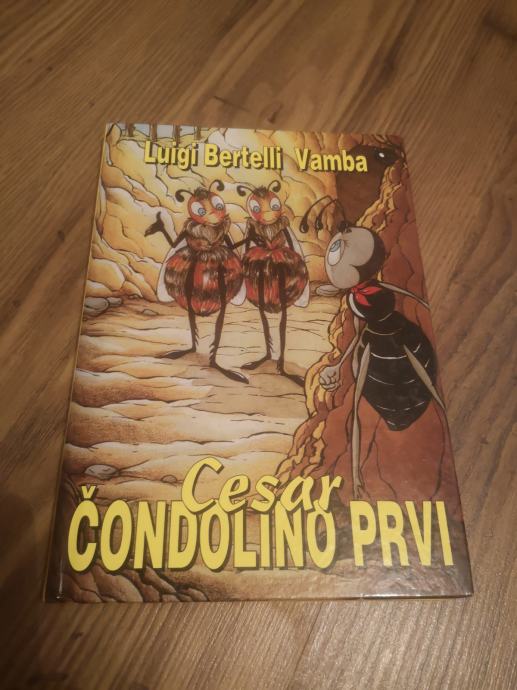 Luigi Bertelli Vamba
Cesar
ČONDOLINO PRVI